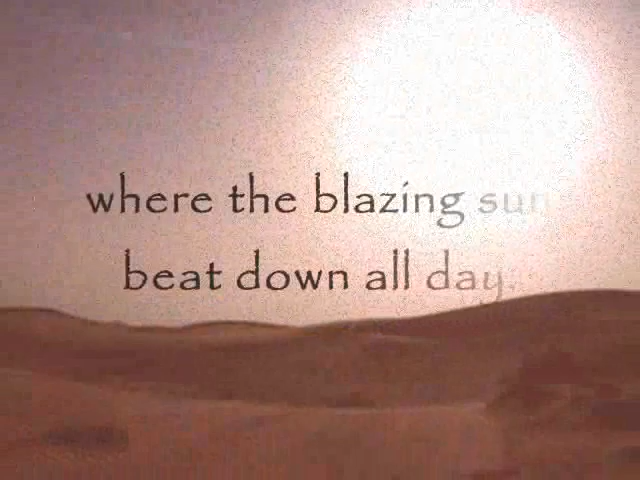 where the blazing sun
beat down all day.